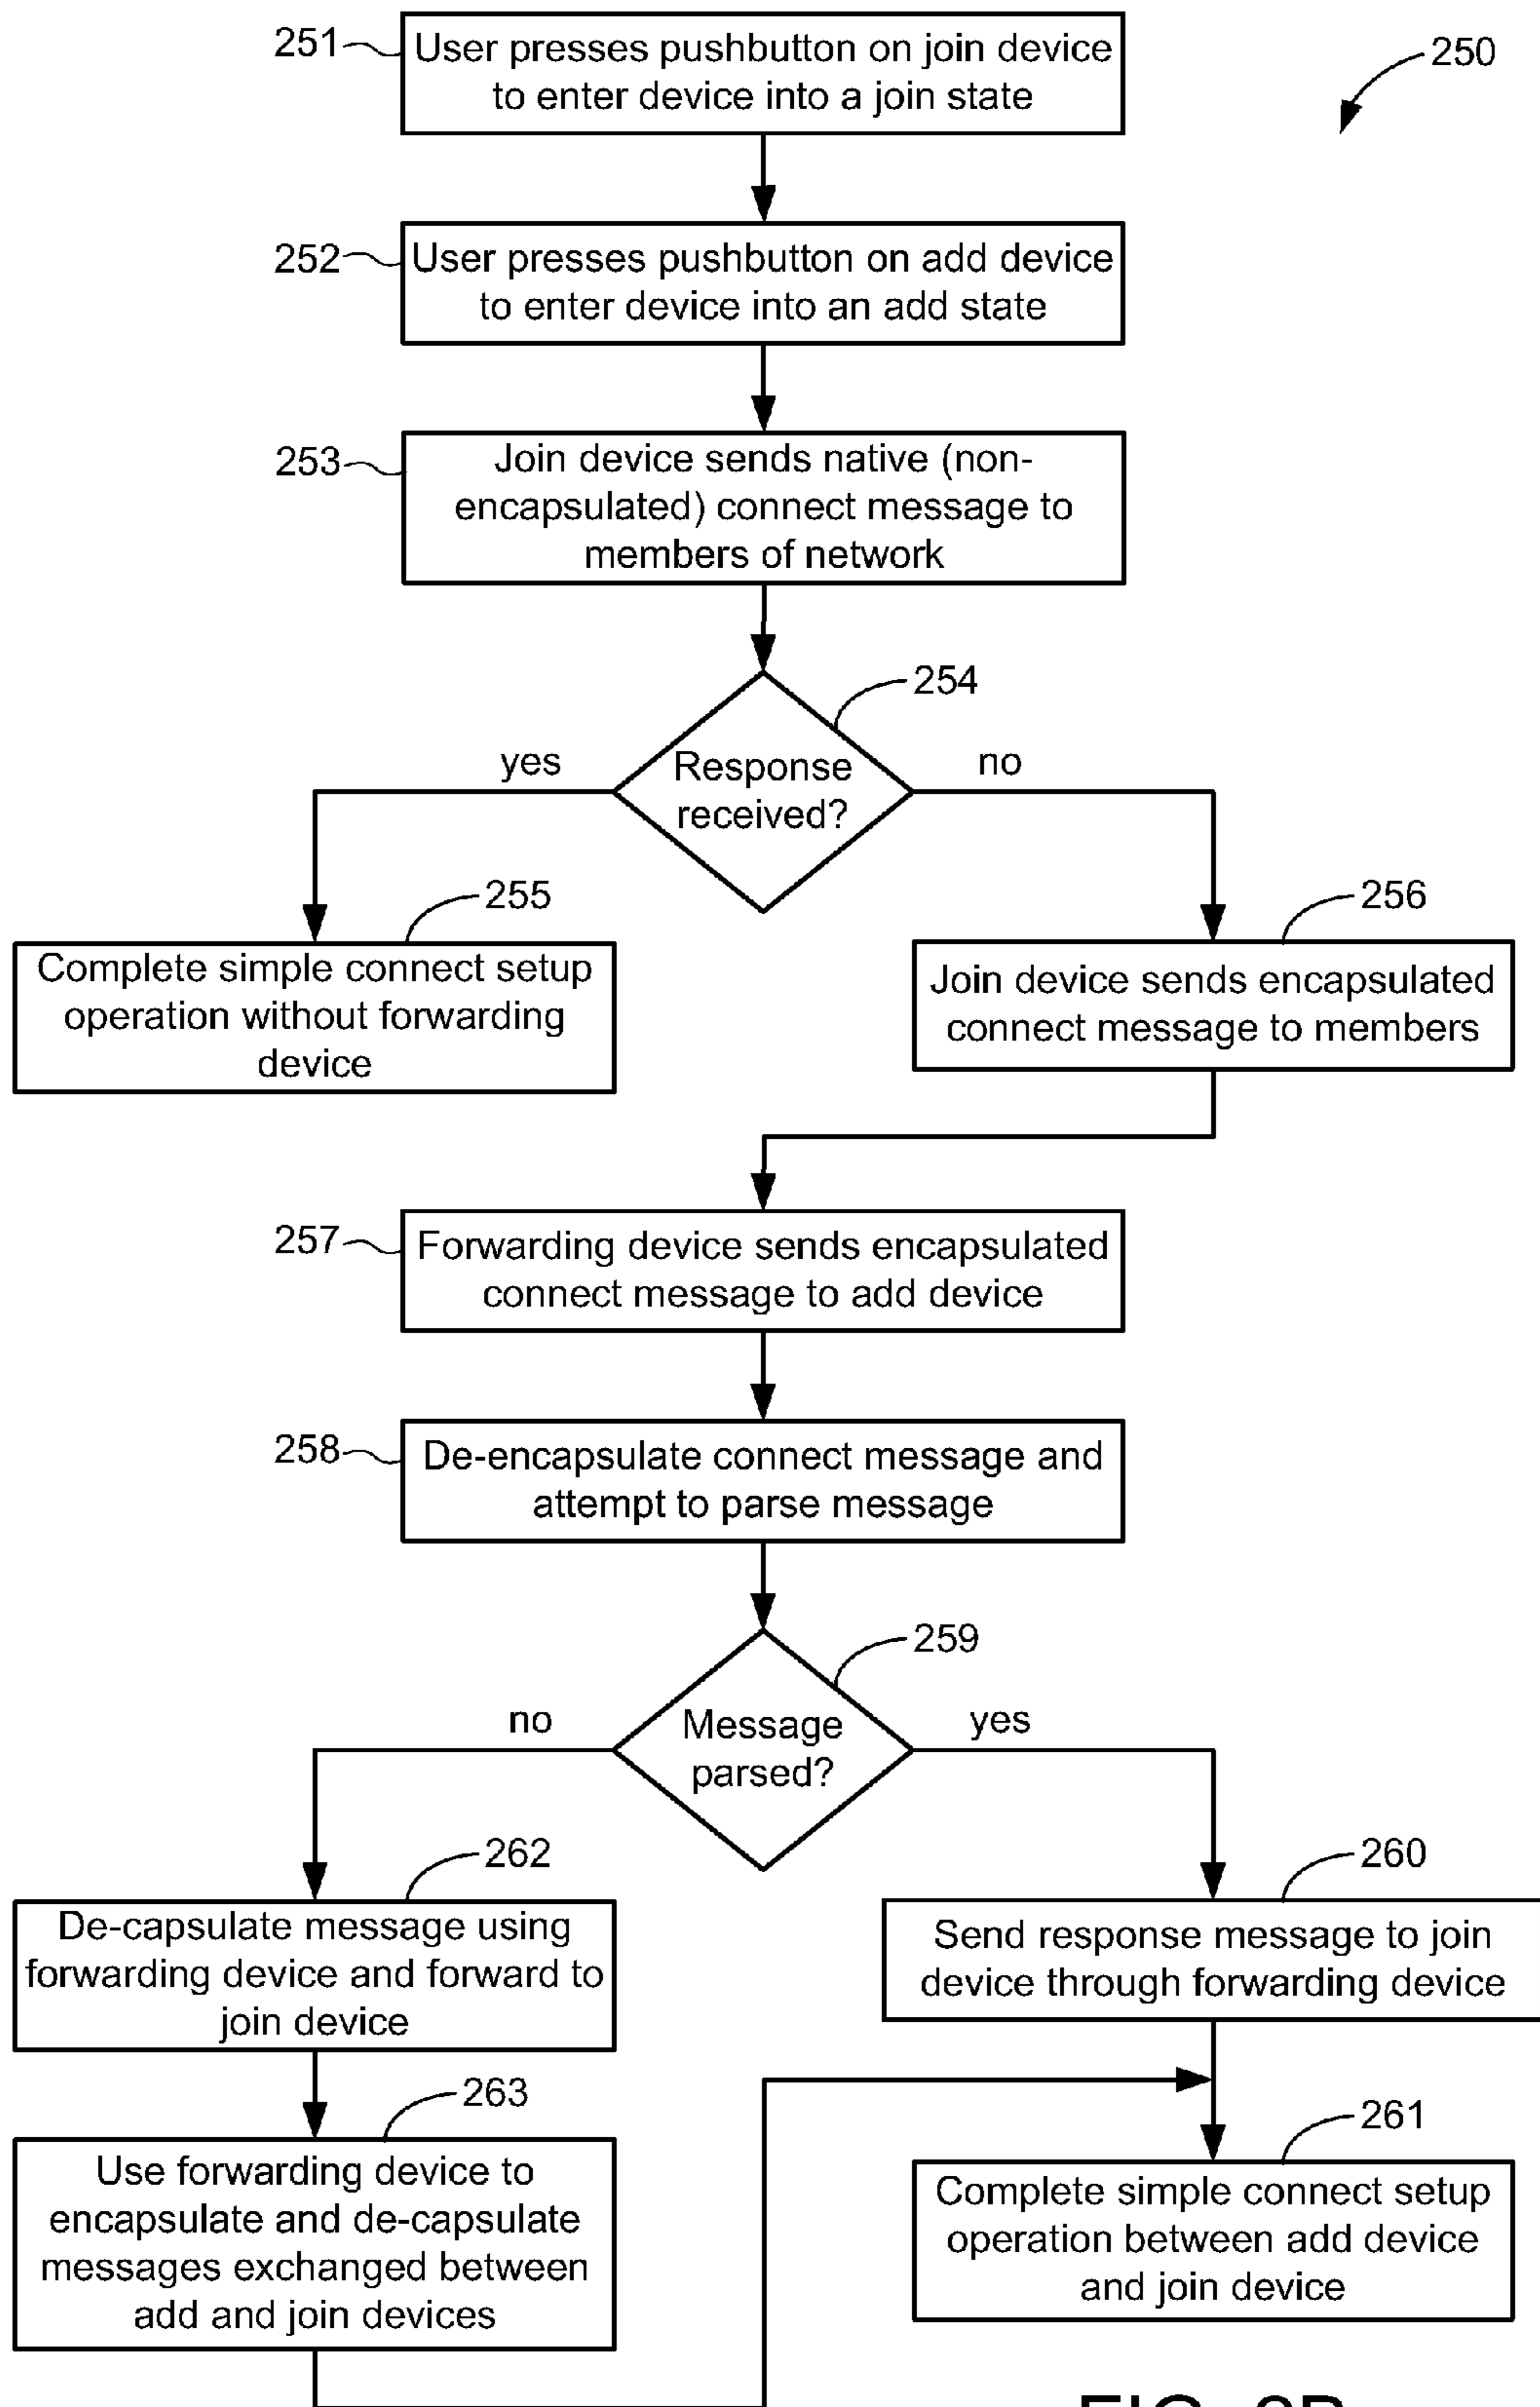 251
User presses pushbutton on join device
to enter device into a join state
250
252
User presses pushbutton on add device
to enter device into an add state
253
Join device sends native (non-
encapsulated) connect message to
members of network
254
Response
received?
yes
no
255
Complete simple connect setup
operation without forwarding
device
256
Join device sends encapsulated
connect message to members
257
Forwarding device sends encapsulated
connect message to add device
258
De-encapsulate connect message and
attempt to parse message
259
Message
parsed?
no
yes
262
De-capsulate message using
forwarding device and forward to
join device
260
Send response message to join
device through forwarding device
263
Use forwarding device to
encapsulate and de-capsulate
messages exchanged between
add and join devices
261
Complete simple connect setup
operation between add device
and join device